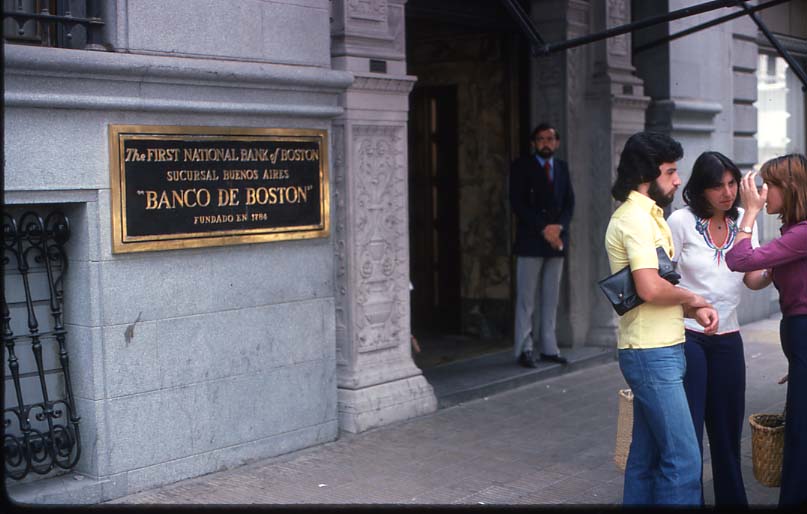 The FIRST NATIONAL BANK of BOSTON
SUCURSAL BUENOS AIRES
"BANCO DE BOSTON"
FUNDADO EN 1784